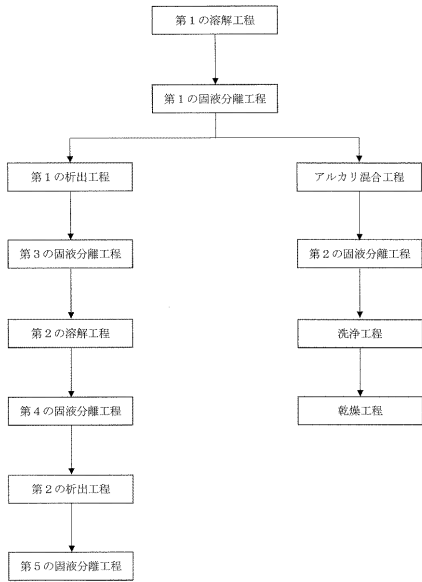 第１の溶解工程
第１の固液分離工程
第１の析出工程
アルカリ混合工程
第３の固液分離工程
第２の固液分離工程
第２の溶解工程
洗浄工程
第４の固液分離工程
乾燥工程
第２の析出工程
第５の固液分離工程